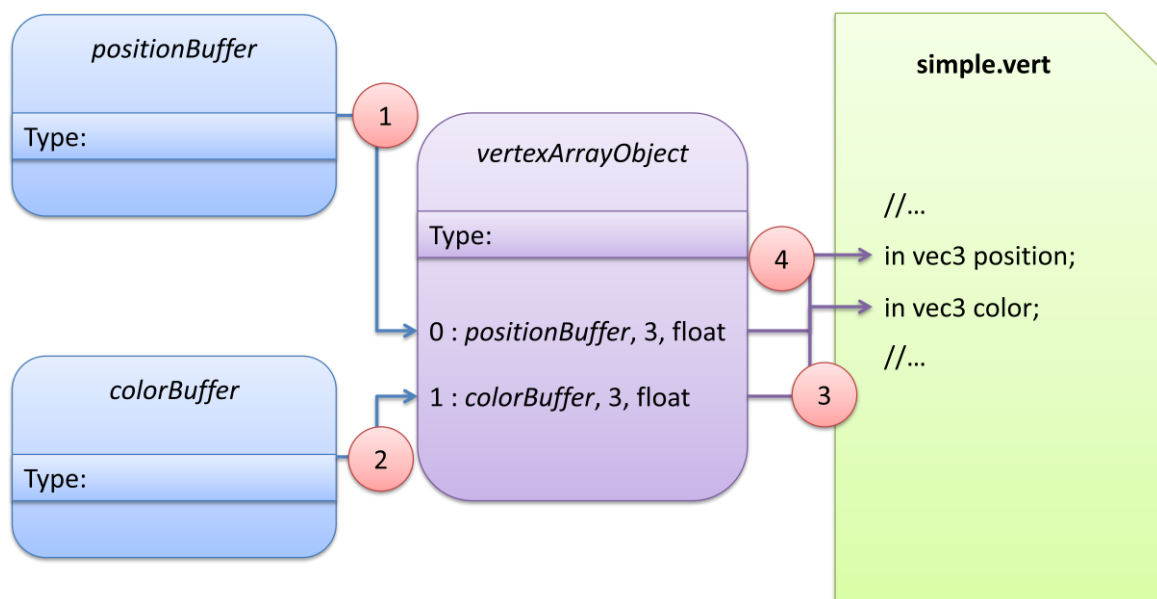 positionBuffer
Type:
1
colorBuffer
Type:
2
vertexArrayObject
Type:
0 : positionBuffer, 3, float
1 : colorBuffer, 3, float
4
3
simple.vert
//…
in vec3 position;
in vec3 color;
//…